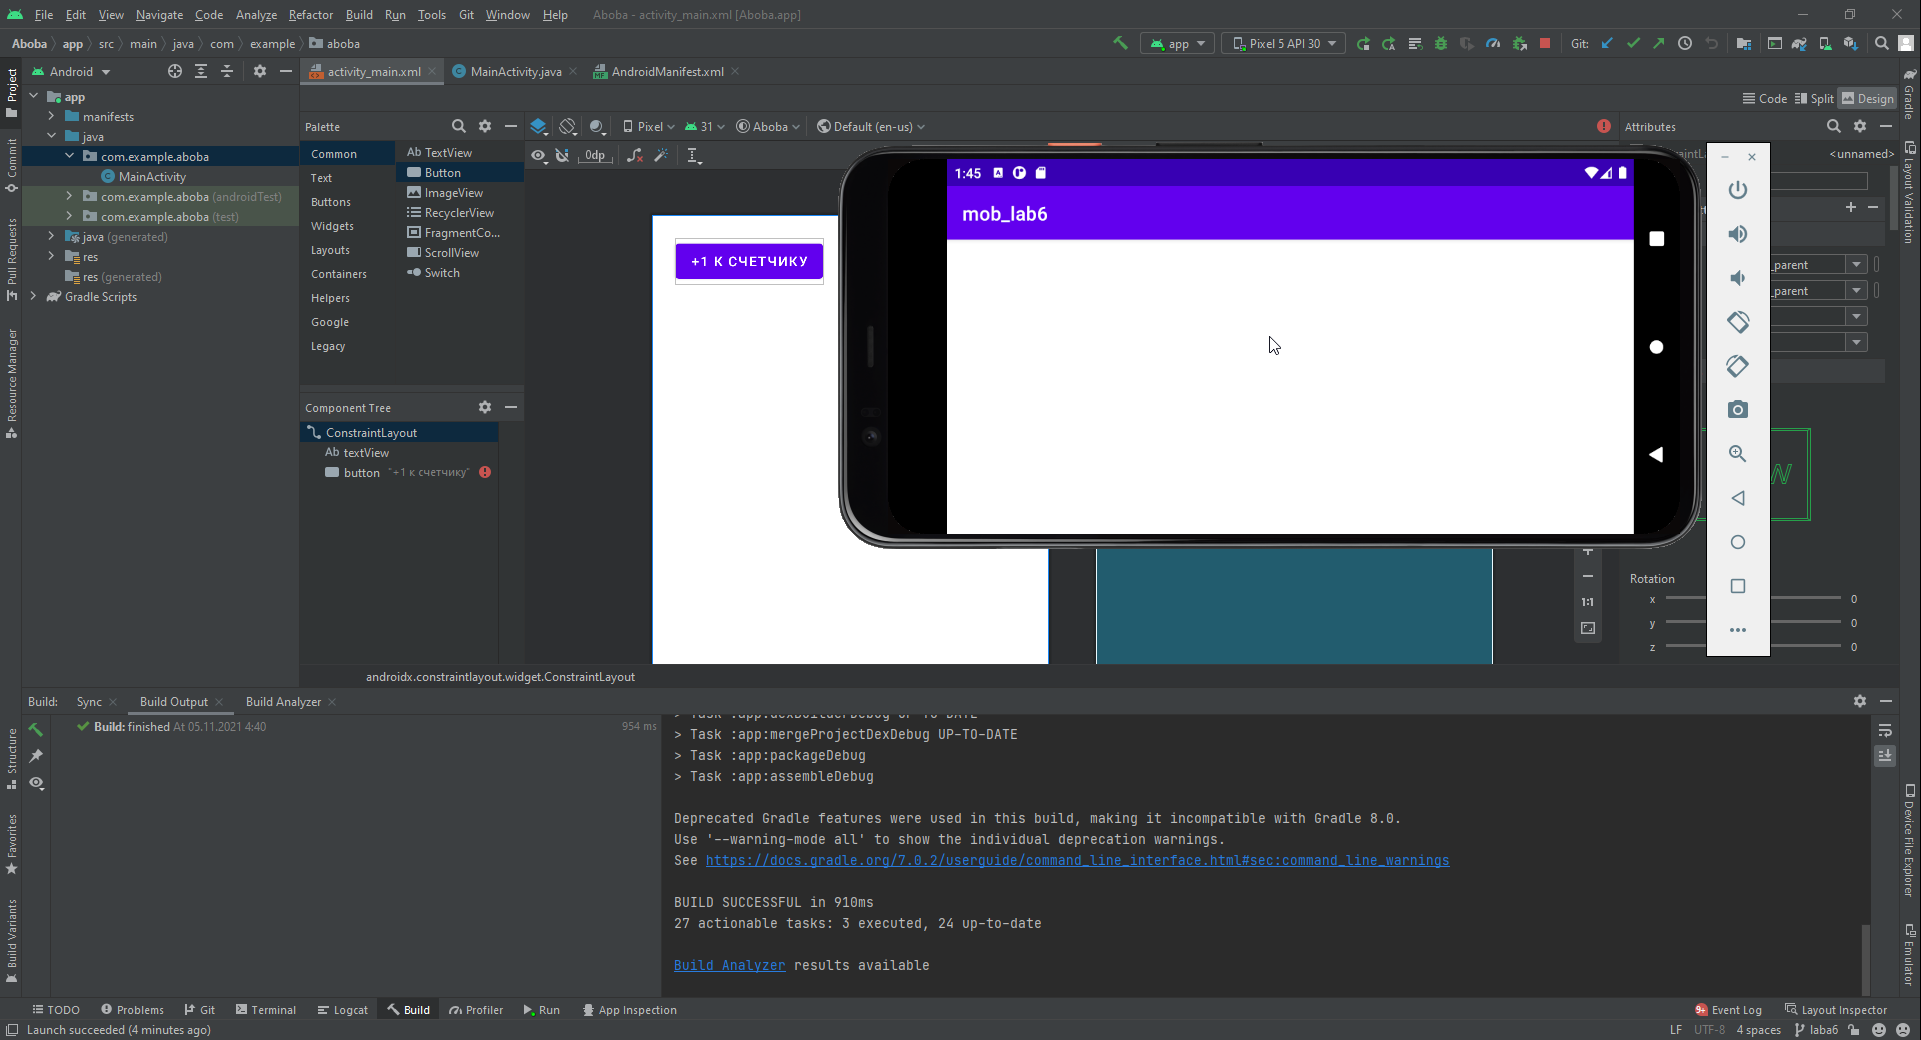 File Edit View Navigate Code Analyze Refactor Build Run Tools Git Window Help Aboba - activity_main.xml [Aboba.app]
Aboba app src main java com example aboba app Pixel 5 API 30 Git:
Android activity_main.xml MainActivity.java AndroidManifest.xml
Project
Commit
Pull Requests
Resource Manager
Structure
Favorites
Build Variants
app
manifests
java
com.example.aboba
MainActivity
com.example.aboba (androidTest)
com.example.aboba (test)
java (generated)
res
res (generated)
Gradle Scripts
Code Split Design
Palette
Common
Text
Buttons
Widgets
Layouts
Containers
Helpers
Google
Legacy
Ab TextView
Button
ImageView
RecyclerView
FragmentCo...
ScrollView
Switch
Component Tree
ConstraintLayout
Ab textView
button "+1 к счетчику"
Pixel 31 Aboba Default (en-us)
0dp
+1 К СЧЕТЧИКУ
1:45
mob_lab6
Attributes
<unnamed>
_parent
_parent
1:1
Rotation
x 0
y 0
z 0
Gradle
Layout Validation
Device File Explorer
Emulator
androidx.constraintlayout.widget.ConstraintLayout
Build: Sync Build Output Build Analyzer
Build: finished At 05.11.2021 4:40 954 ms
> Task :app:dexBuilderDebug UP-TO-DATE
> Task :app:mergeProjectDexDebug UP-TO-DATE
> Task :app:packageDebug
> Task :app:assembleDebug
Deprecated Gradle features were used in this build, making it incompatible with Gradle 8.0.
Use '--warning-mode all' to show the individual deprecation warnings.
See https://docs.gradle.org/7.0.2/userguide/command_line_interface.html#sec:command_line_warnings
BUILD SUCCESSFUL in 910ms
27 actionable tasks: 3 executed, 24 up-to-date
Build Analyzer results available
TODO Problems Git Terminal Logcat Build Profiler Run App Inspection 9+ Event Log Layout Inspector
Launch succeeded (4 minutes ago) LF UTF-8 4 spaces laba6